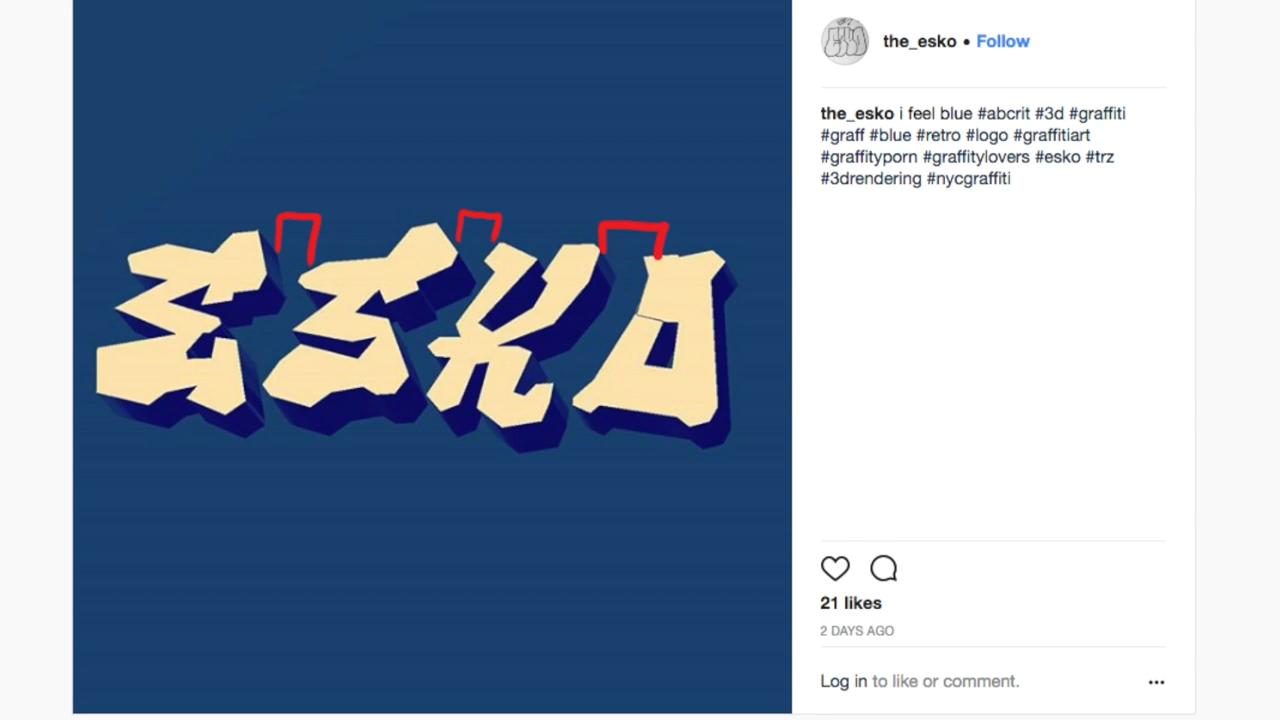 ESKO
the_esko • Follow
the_esko i feel blue #abcrit #3d #graffiti
#graff #blue #retro #logo #graffitiart
#graffityporn #graffitylovers #esko #trz
#3drendering #nycgraffiti
21 likes
2 DAYS AGO
Log in to like or comment.